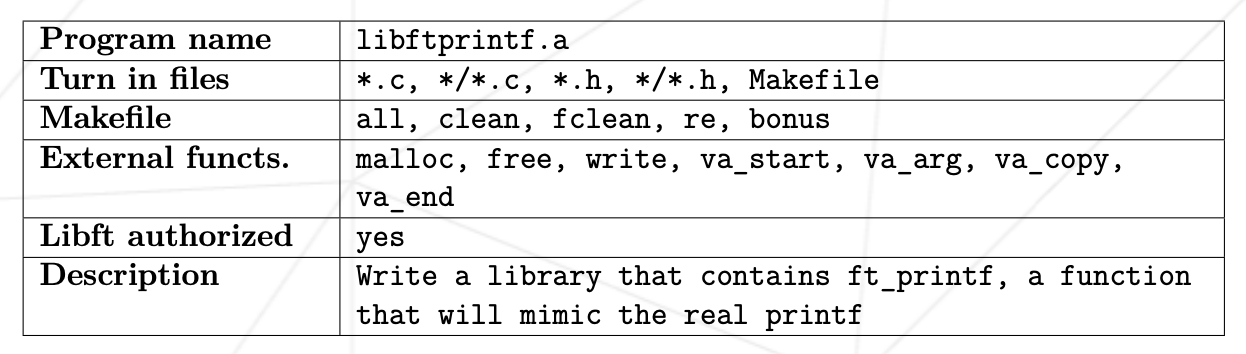 Program name libftprintf.a
Turn in files *.c, */*.c, *.h, */*.h, Makefile
Makefile all, clean, fclean, re, bonus
External functs. malloc, free, write, va_start, va_arg, va_copy,
va_end
Libft authorized yes
Description Write a library that contains ft_printf, a function
that will mimic the real printf